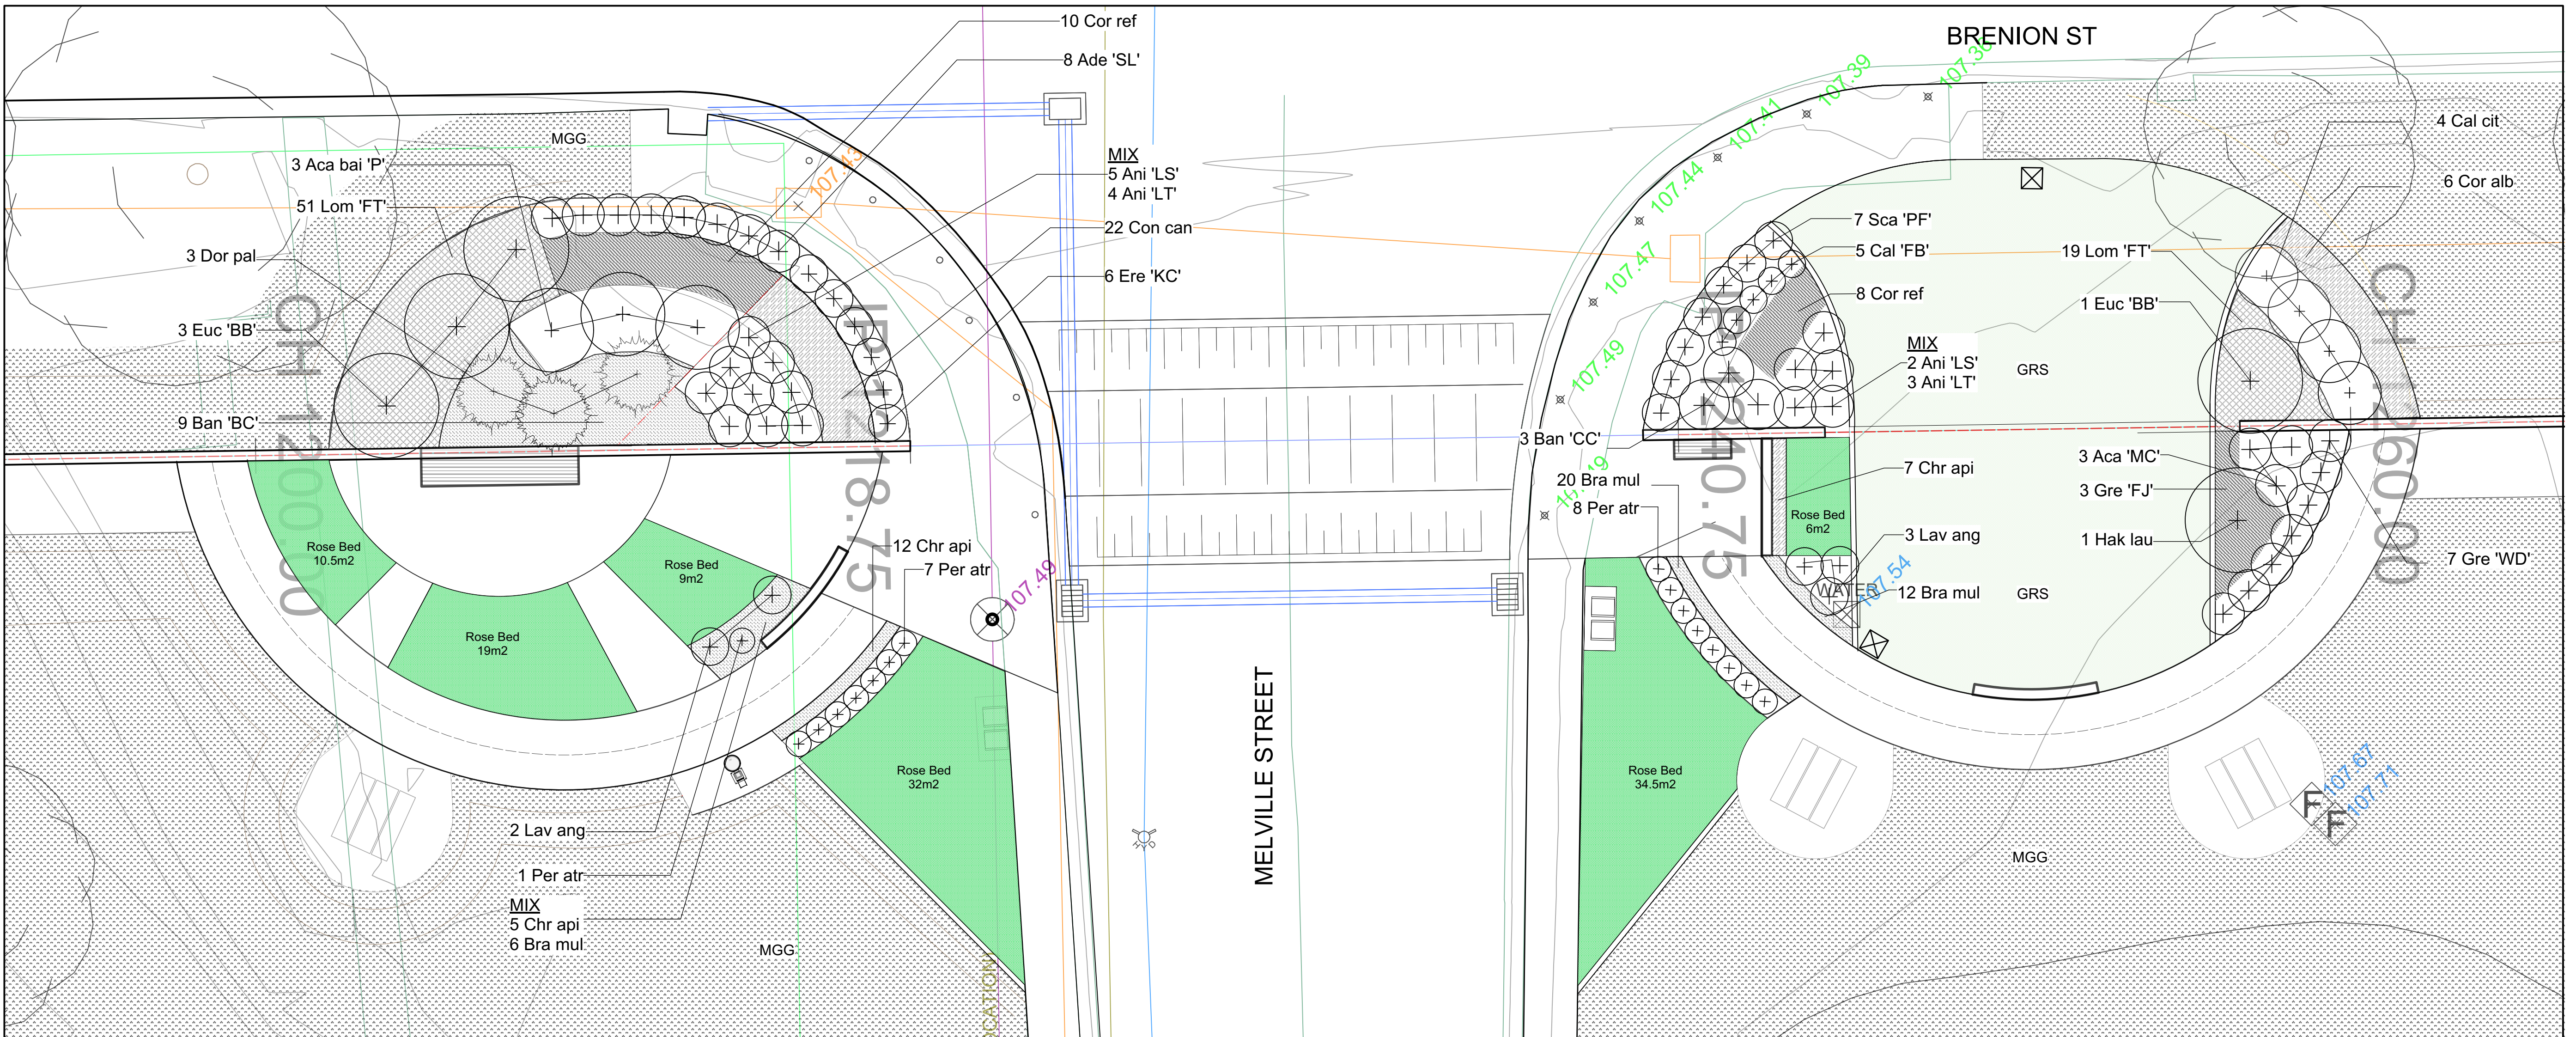 10 Cor ref
8 Ade 'SL'
BRENION ST
107.38
107.39
107.41
107.44
107.47
107.49
107.43
MGG
3 Aca bai 'P'
51 Lom 'FT'
3 Dor pal
3 Euc 'BB'
9 Ban 'BC'
MIX
5 Ani 'LS'
4 Ani 'LT'
22 Con can
6 Ere 'KC'
CH 1200.00
IP 1218.75
7 Sca 'PF'
5 Cal 'FB'
8 Cor ref
MIX
2 Ani 'LS'
3 Ani 'LT'
GRS
4 Cal cit
6 Cor alb
19 Lom 'FT'
1 Euc 'BB'
IP 1240.75
CH 1260.00
3 Ban 'CC'
20 Bra mul
8 Per atr
7 Chr api
Rose Bed
6m2
3 Lav ang
12 Bra mul
WATER
107.54
GRS
3 Aca 'MC'
3 Gre 'FJ'
1 Hak lau
7 Gre 'WD'
Rose Bed
10.5m2
Rose Bed
19m2
Rose Bed
9m2
12 Chr api
7 Per atr
107.49
Rose Bed
32m2
Rose Bed
34.5m2
MELVILLE STREET
2 Lav ang
1 Per atr
MIX
5 Chr api
6 Bra mul
MGG
MGG
107.67
107.71
F
F